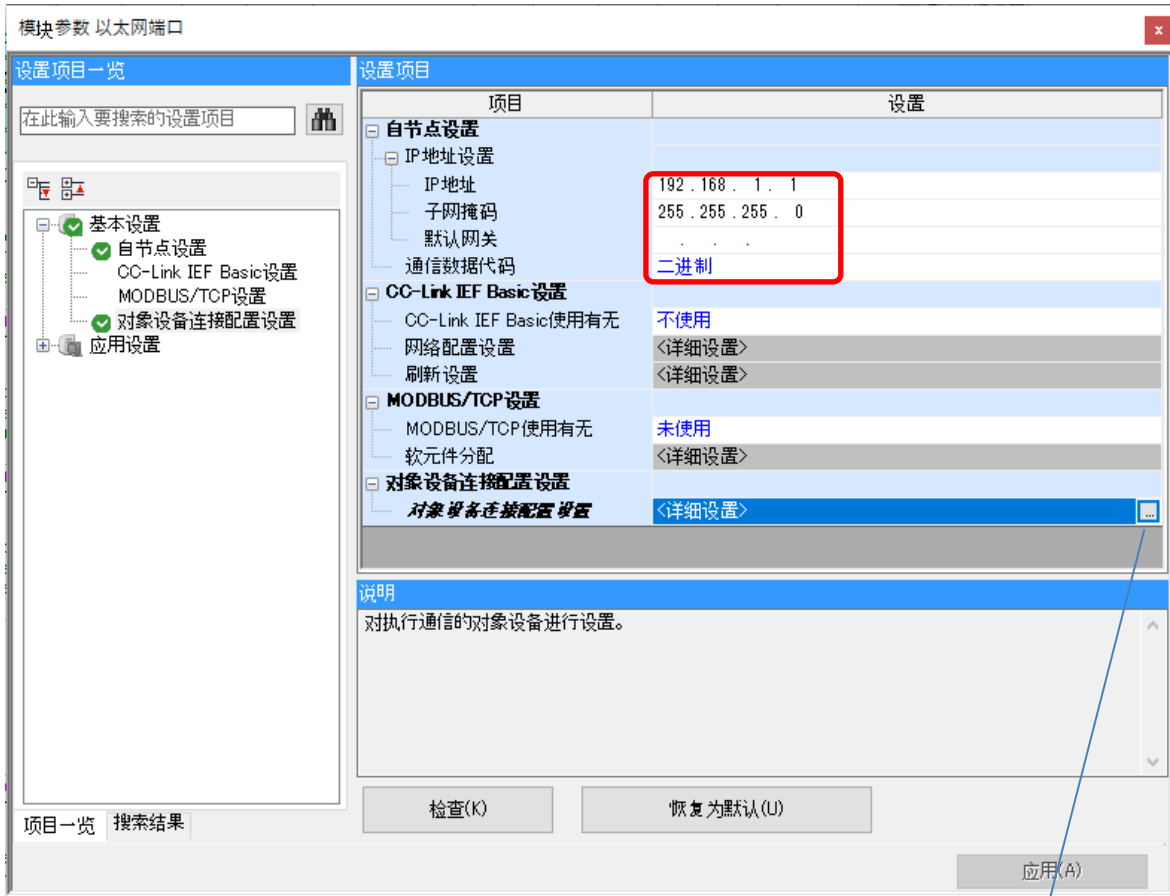 模块参数 以太网端口
x
设置项目一览
在此输入要搜索的设置项目
基本设置
自节点设置
CC-Link IEF Basic设置
MODBUS/TCP设置
对象设备连接配置设置
应用设置
项目一览 搜索结果
设置项目
项目 设置
自节点设置
IP地址设置
IP地址 192 . 168 . 1 . 1
子网掩码 255 . 255 . 255 . 0
默认网关 . . .
通信数据代码 二进制
CC-Link IEF Basic设置
CC-Link IEF Basic使用有无 不使用
网络配置设置 <详细设置>
刷新设置 <详细设置>
MODBUS/TCP设置
MODBUS/TCP使用有无 未使用
软元件分配 <详细设置>
对象设备连接配置设置
对象设备连接配置设置 <详细设置> ...
说明
对执行通信的对象设备进行设置。
检查(K) 恢复为默认(U)
应用(A)